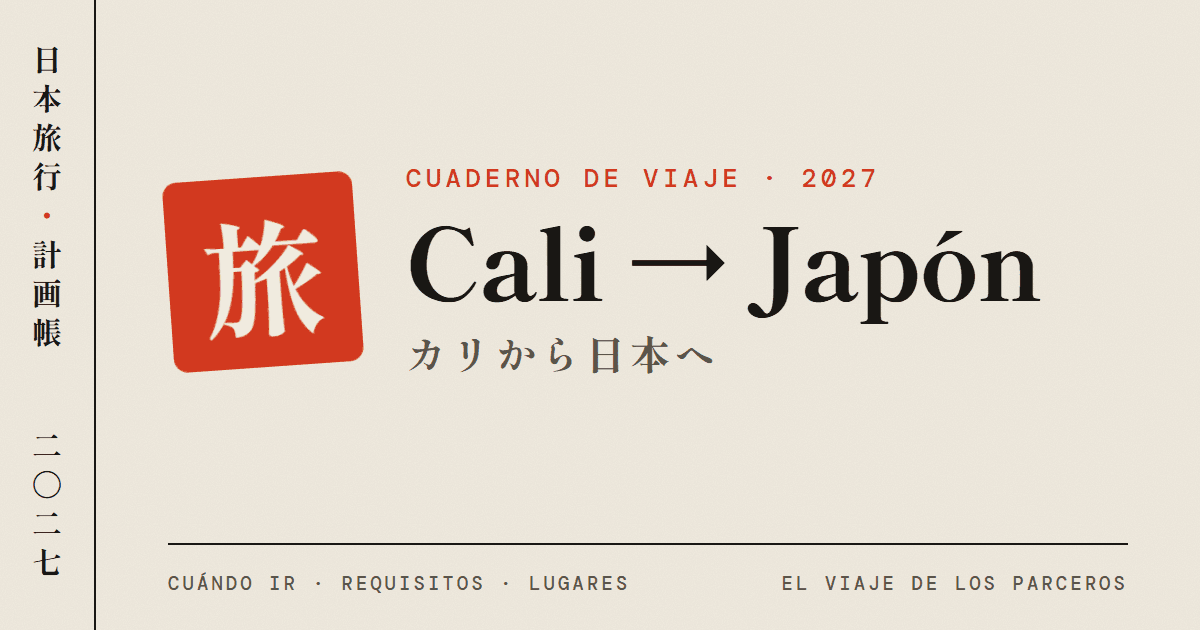 日本旅行・計画帳
二〇二七
旅
CUADERNO DE VIAJE · 2027
Cali → Japón
カリから日本へ
CUÁNDO IR · REQUISITOS · LUGARES
EL VIAJE DE LOS PARCEROS